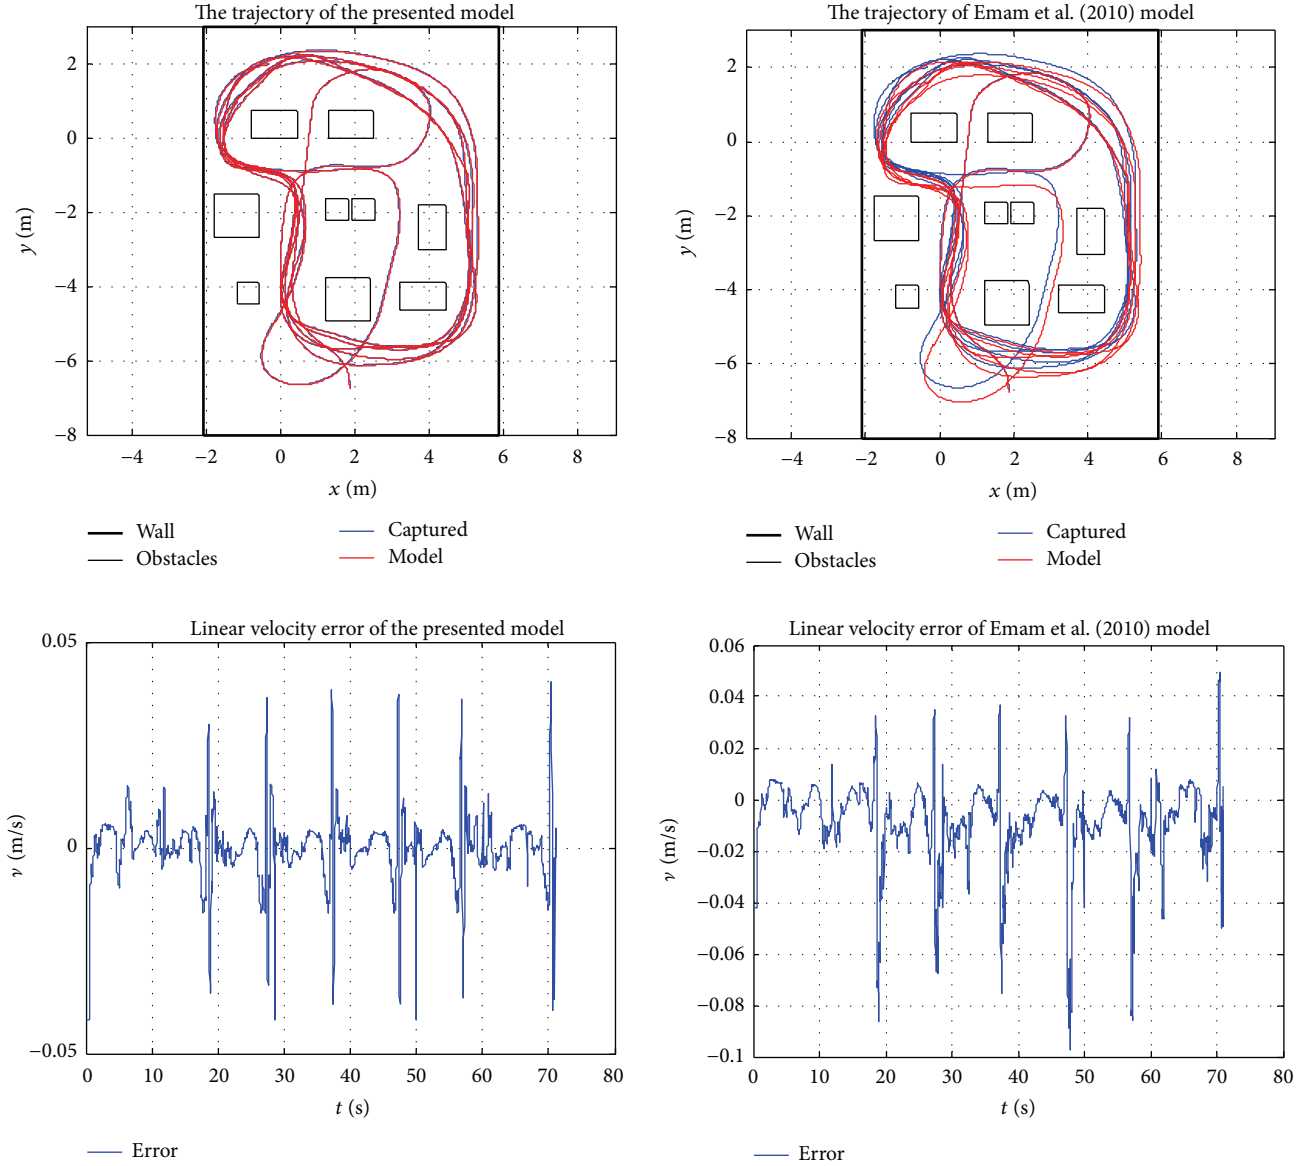 The trajectory of the presented model
2
0
−2
−4
−6
−8
y (m)
−4 −2 0 2 4 6 8
x (m)
Wall
Obstacles
Captured
Model
The trajectory of Emam et al. (2010) model
2
0
−2
−4
−6
−8
y (m)
−4 −2 0 2 4 6 8
x (m)
Wall
Obstacles
Captured
Model
Linear velocity error of the presented model
0.05
0
−0.05
v (m/s)
0 10 20 30 40 50 60 70 80
t (s)
Error
Linear velocity error of Emam et al. (2010) model
0.06
0.04
0.02
0
−0.02
−0.04
−0.06
−0.08
−0.1
v (m/s)
0 10 20 30 40 50 60 70 80
t (s)
Error